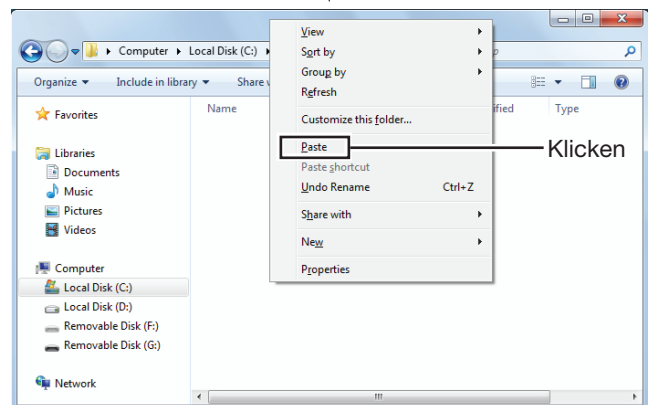 Computer
Local Disk (C:)
Organize
Include in library
Share
Name
Type
Favorites
Libraries
Documents
Music
Pictures
Videos
Computer
Local Disk (C:)
Local Disk (D:)
Removable Disk (F:)
Removable Disk (G:)
Network
View
Sort by
Group by
Refresh
Customize this folder...
Paste
Paste shortcut
Undo Rename Ctrl+Z
Share with
New
Properties
Klicken